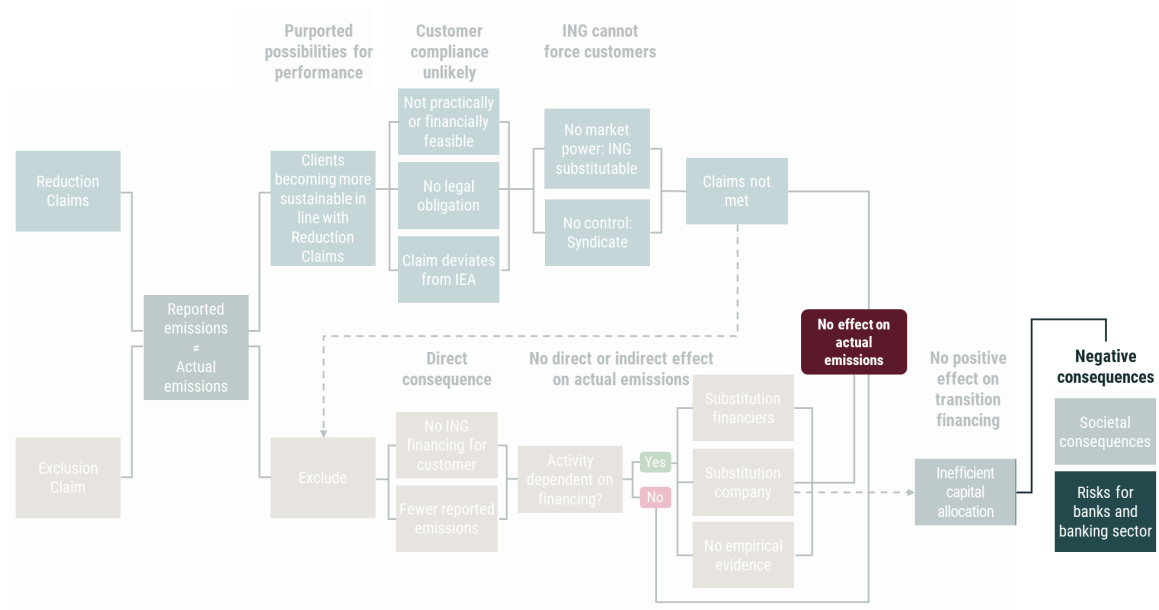 Purported
possibilities for
performance
Customer
compliance
unlikely
ING cannot
force customers
Reduction
Claims
Clients
becoming more
sustainable in
line with
Reduction
Claims
Not practically
or financially
feasible
No legal
obligation
Claim deviates
from IEA
No market
power: ING
substitutable
No control:
Syndicate
Claims not
met
Reported
emissions
≠
Actual
emissions
No effect on
actual
emissions
Direct
consequence
No direct or indirect effect
on actual emissions
No positive
effect on
transition
financing
Negative
consequences
Exclusion
Claim
Exclude
No ING
financing for
customer
Fewer reported
emissions
Activity
dependent on
financing?
Yes
No
Substitution
financiers
Substitution
company
No empirical
evidence
Inefficient
capital
allocation
Societal
consequences
Risks for
banks and
banking sector